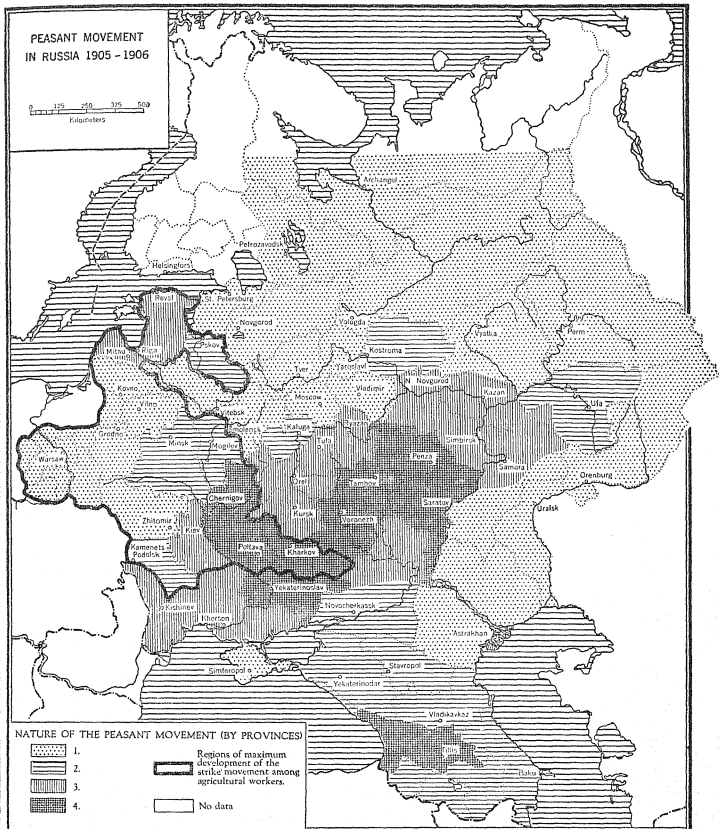 PEASANT MOVEMENT
IN RUSSIA 1905 - 1906
0 125 250 375 500
Kilometers
Archangel
Petrozavodsk
Helsingfors
Reval
St. Petersburg
Novgorod
Vologda
Vyatka
Perm
Pskov
Mitau
Riga
Kostroma
Yaroslavl
Tver
N. Novgorod
Kazan
Kovno
Vilna
Vitebsk
Moscow
Vladimir
Ufa
Grodno
Smolensk
Kaluga
Ryazan
Minsk
Mogilev
Tula
Simbirsk
Penza
Samara
Warsaw
Orel
Tambov
Orenburg
Chernigov
Saratov
Uralsk
Kursk
Voronezh
Zhitomir
Kiev
Poltava
Kharkov
Kamenets
Podolsk
Yekaterinoslav
Kishinev
Kherson
Novocherkassk
Astrakhan
Simferopol
Stavropol
Yekaterinodar
Vladikavkaz
Tiflis
Baku
NATURE OF THE PEASANT MOVEMENT (BY PROVINCES)
1.
2.
3.
4.
Regions of maximum
development of the
strike movement among
agricultural workers.
No data